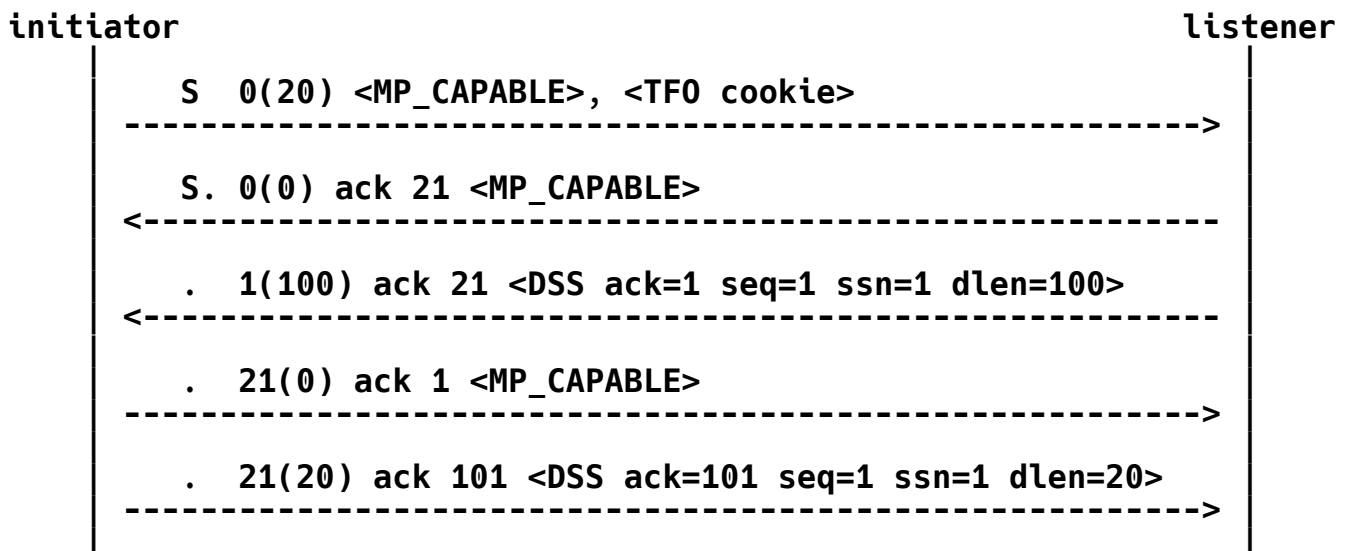 initiator listener
S 0(20) <MP_CAPABLE>, <TFO cookie>
----------------------------------------------------------->
S. 0(0) ack 21 <MP_CAPABLE>
<-----------------------------------------------------------
. 1(100) ack 21 <DSS ack=1 seq=1 ssn=1 dlen=100>
<-----------------------------------------------------------
. 21(0) ack 1 <MP_CAPABLE>
----------------------------------------------------------->
. 21(20) ack 101 <DSS ack=101 seq=1 ssn=1 dlen=20>
----------------------------------------------------------->